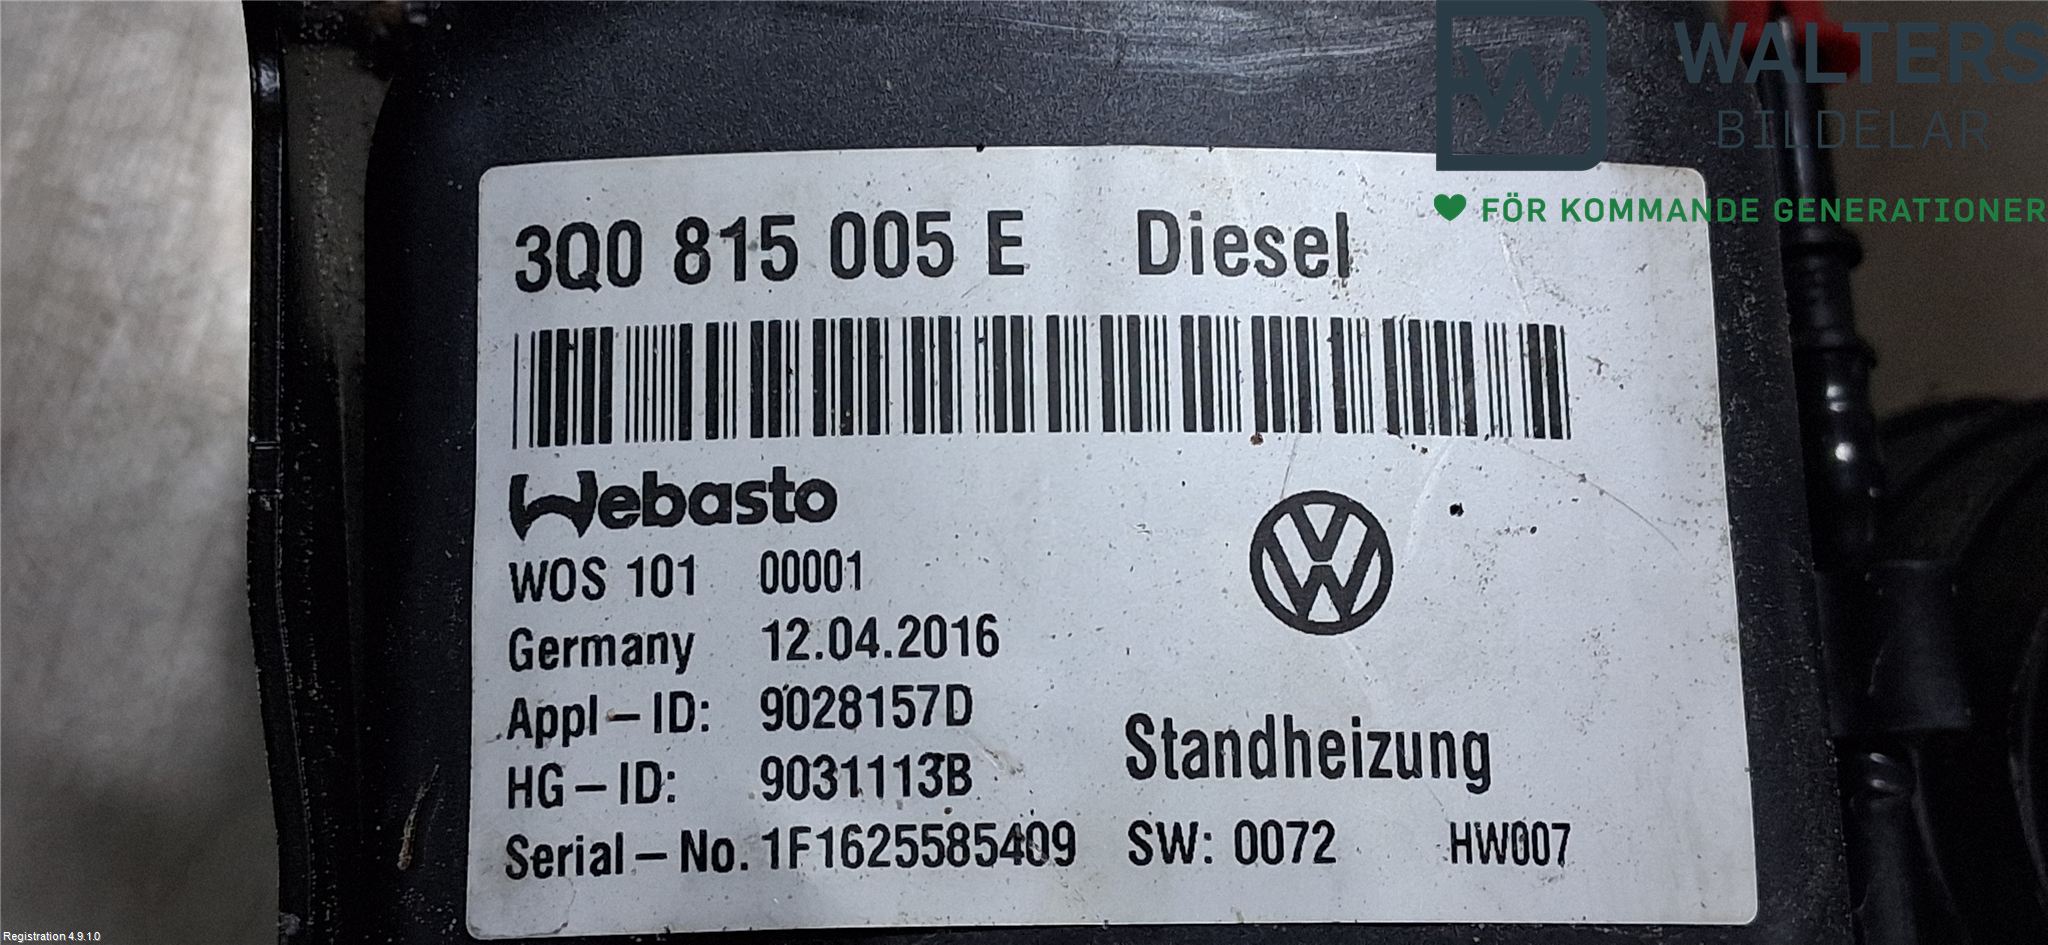 WALTERS
BILDELAR
FÖR KOMMANDE GENERATIONER
3Q0 815 005 E Diesel
Webasto
WOS 101 00001
Germany 12.04.2016
Appl-ID: 9028157D
HG-ID: 9031113B
Standheizung
Serial-No. 1F1625585409 SW: 0072 HW007
Registration 4.9.1.0